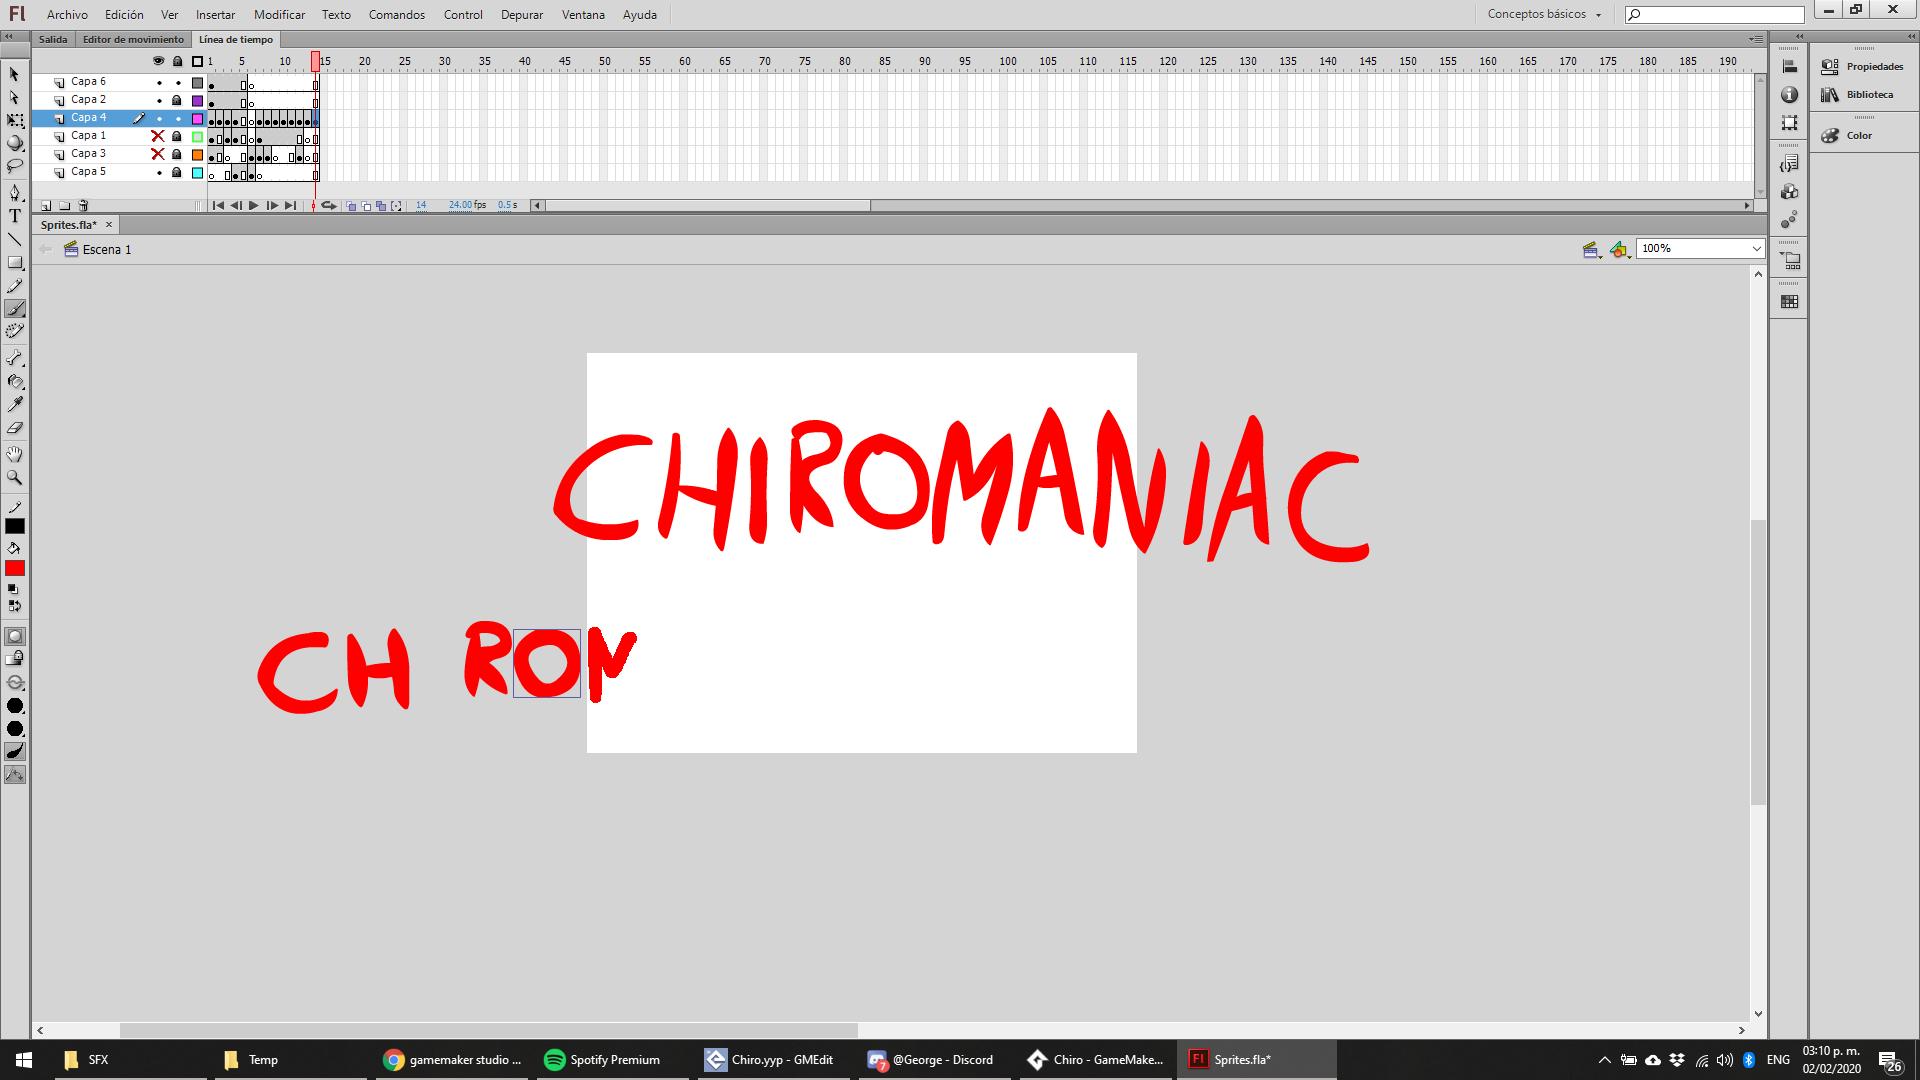 Fl Archivo Edición Ver Insertar Modificar Texto Comandos Control Depurar Ventana Ayuda Conceptos básicos
Salida Editor de movimiento Línea de tiempo
1 5 10 15 20 25 30 35 40 45 50 55 60 65 70 75 80 85 90 95 100 105 110 115 120 125 130 135 140 145 150 155 160 165 170 175 180 185 190
Capa 6
Capa 2
Capa 4
Capa 1
Capa 3
Capa 5
14 24.00 fps 0.5 s
Propiedades
Biblioteca
Color
Sprites.fla*
Escena 1 100%
CHIROMANIAC
CH ROM
SFX Temp gamemaker studio ... Spotify Premium Chiro.yyp - GMEdit 7 @George - Discord Chiro - GameMake... Fl Sprites.fla* ENG 03:10 p. m. 26
02/02/2020